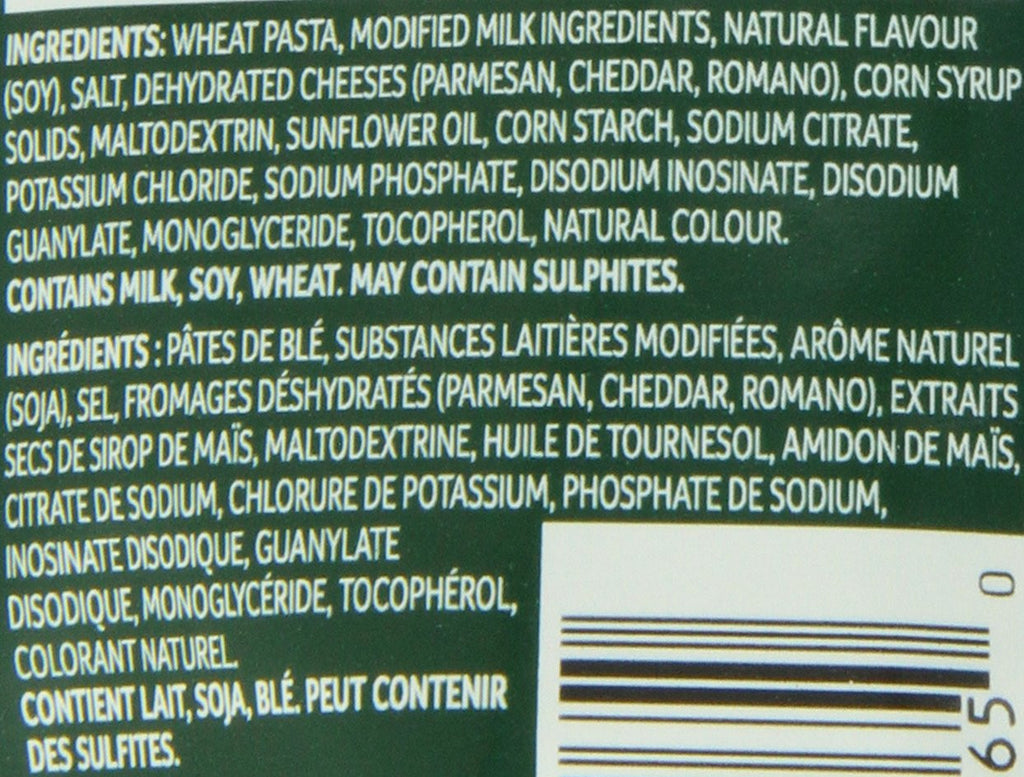 INGREDIENTS: WHEAT PASTA, MODIFIED MILK INGREDIENTS, NATURAL FLAVOUR
(SOY), SALT, DEHYDRATED CHEESES (PARMESAN, CHEDDAR, ROMANO), CORN SYRUP
SOLIDS, MALTODEXTRIN, SUNFLOWER OIL, CORN STARCH, SODIUM CITRATE,
POTASSIUM CHLORIDE, SODIUM PHOSPHATE, DISODIUM INOSINATE, DISODIUM
GUANYLATE, MONOGLYCERIDE, TOCOPHEROL, NATURAL COLOUR.
CONTAINS MILK, SOY, WHEAT. MAY CONTAIN SULPHITES.
INGRÉDIENTS : PÂTES DE BLÉ, SUBSTANCES LAITIÈRES MODIFIÉES, ARÔME NATUREL
(SOJA), SEL, FROMAGES DÉSHYDRATÉS (PARMESAN, CHEDDAR, ROMANO), EXTRAITS
SECS DE SIROP DE MAÏS, MALTODEXTRINE, HUILE DE TOURNESOL, AMIDON DE MAÏS,
CITRATE DE SODIUM, CHLORURE DE POTASSIUM, PHOSPHATE DE SODIUM,
INOSINATE DISODIQUE, GUANYLATE
DISODIQUE, MONOGLYCÉRIDE, TOCOPHÉROL,
COLORANT NATUREL.
CONTIENT LAIT, SOJA, BLÉ. PEUT CONTENIR
DES SULFITES.
0
65